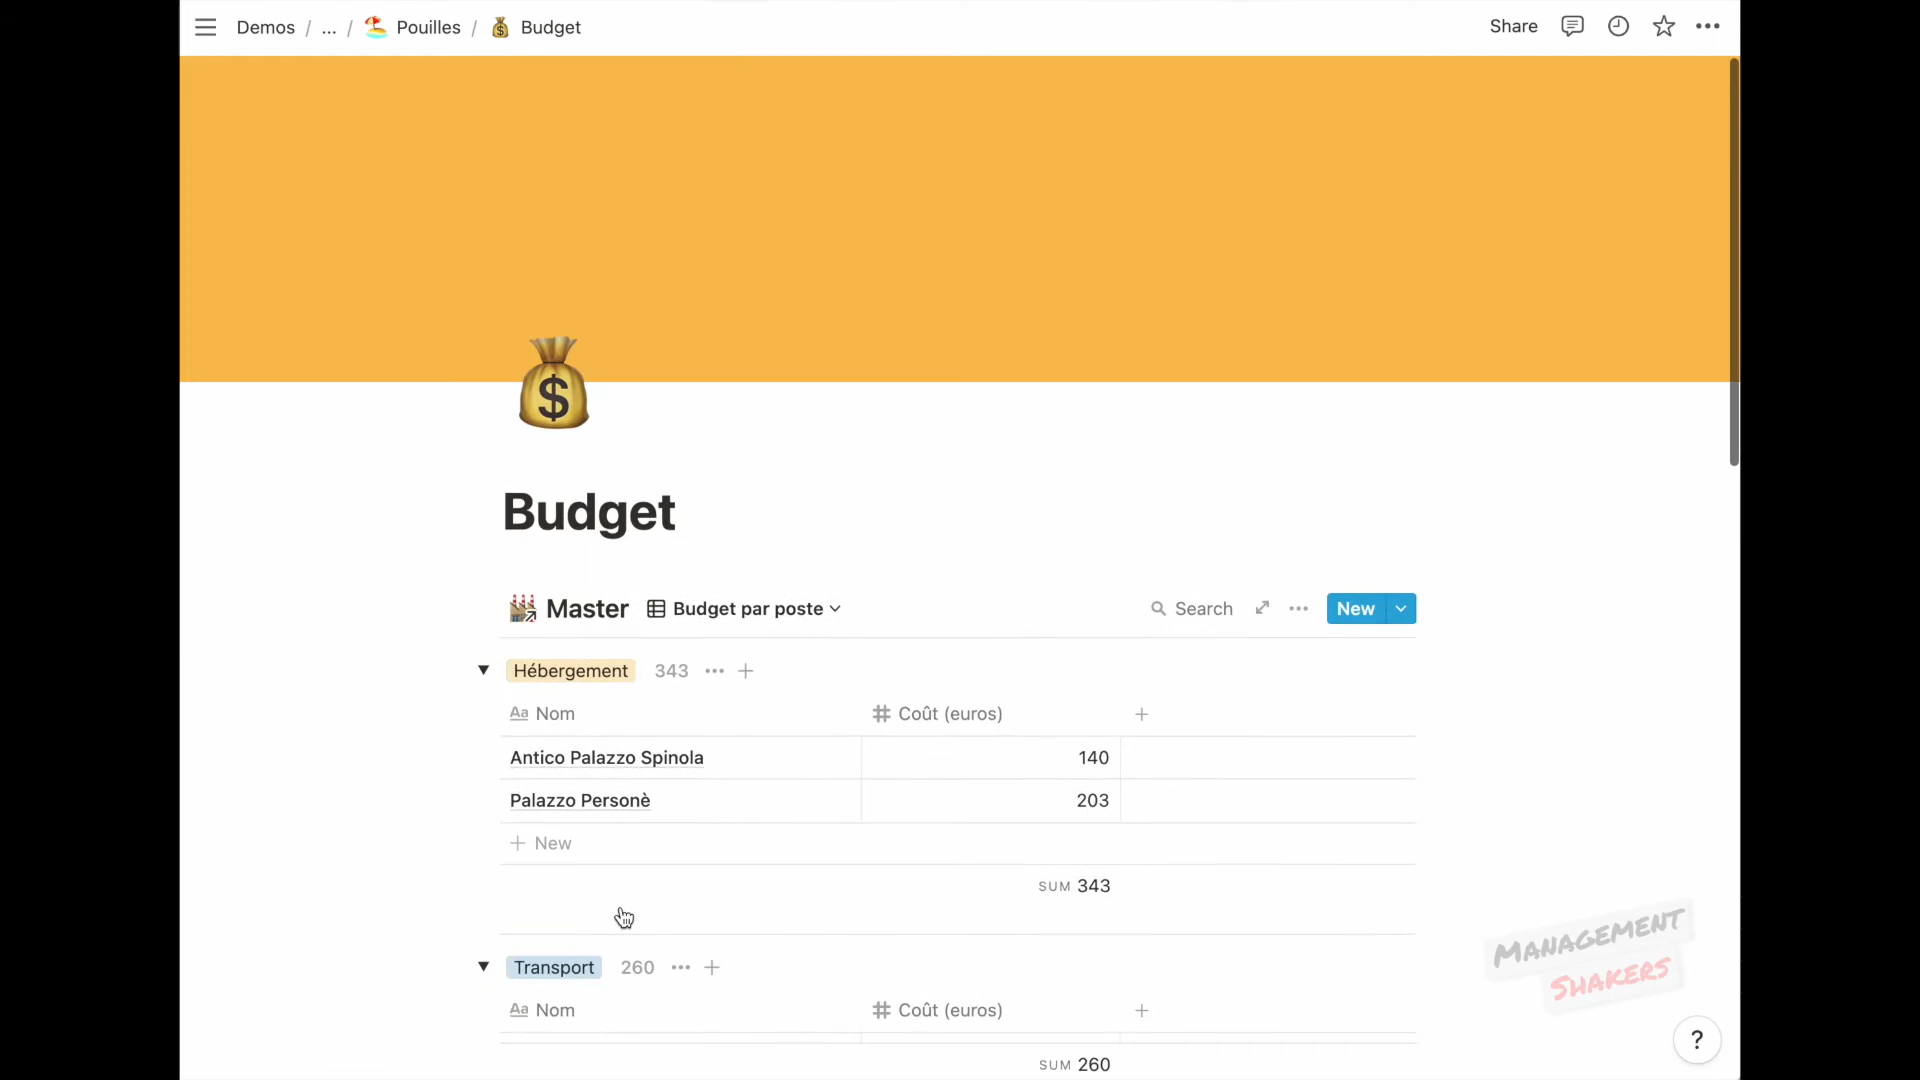 Demos / ... / Pouilles / Budget
Share
Budget
Master Budget par poste
Search
New
Hébergement 343
Aa Nom
Coût (euros)
Antico Palazzo Spinola 140
Palazzo Personè 203
New
SUM 343
Transport 260
Aa Nom
Coût (euros)
SUM 260
MANAGEMENT
SHAKERS
?